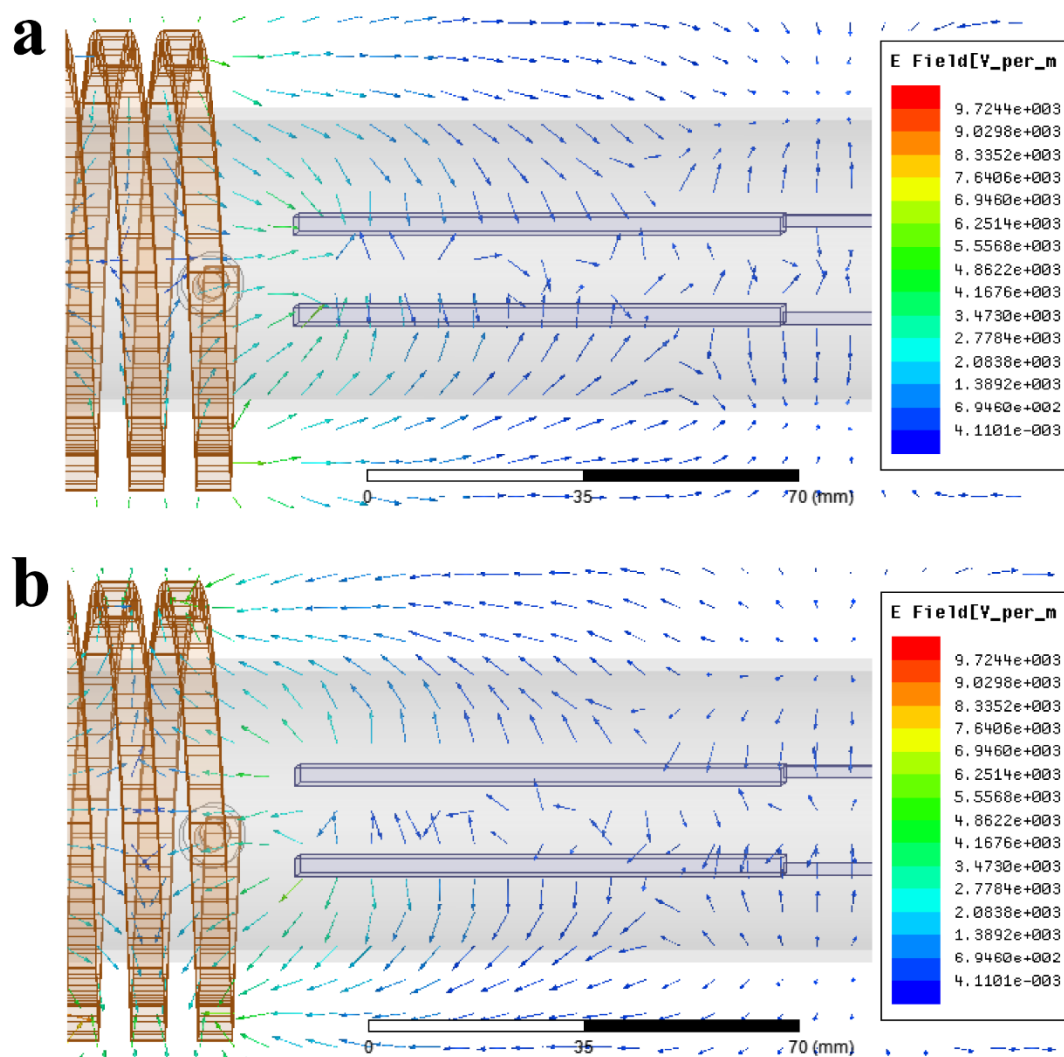 a
E Field[V_per_m
9.7244e+003
9.0298e+003
8.3352e+003
7.6406e+003
6.9460e+003
6.2514e+003
5.5568e+003
4.8622e+003
4.1676e+003
3.4730e+003
2.7784e+003
2.0838e+003
1.3892e+003
6.9460e+002
4.1101e-003
0 35 70 (mm)
b
E Field[V_per_m
9.7244e+003
9.0298e+003
8.3352e+003
7.6406e+003
6.9460e+003
6.2514e+003
5.5568e+003
4.8622e+003
4.1676e+003
3.4730e+003
2.7784e+003
2.0838e+003
1.3892e+003
6.9460e+002
4.1101e-003
0 35 70 (mm)